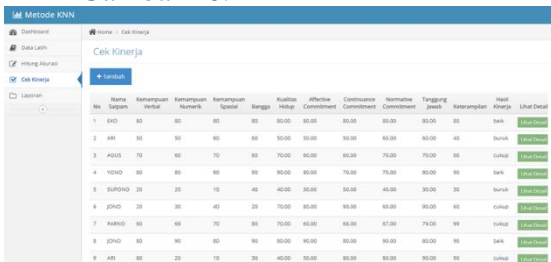 Metode KNN
Dashboard
Data Latih
Hitung Akurasi
Cek Kinerja
Laporan
Home
Cek Kinerja
Cek Kinerja
+ Tambah
No Nama Satpam Kemampuan Verbal Kemampuan Numerik Kemampuan Spasial Bangga Kualitas Hidup Affective Commitment Continuance Commitment Normative Commitment Tanggung Jawab Keterampilan Hasil Kinerja Lihat Detail
1 EKO 80 80 80 80 80.00 80.00 80.00 80.00 80.00 80 baik Lihat Detail
2 ARI 50 50 60 60 50.00 50.00 50.00 60.00 60.00 40 buruk Lihat Detail
3 AGUS 70 60 70 80 70.00 60.00 60.00 70.00 70.00 cukup Lihat Detail
4 YONO 80 80 80 90 90.00 80.00 70.00 70.00 80.00 90 baik Lihat Detail
5 SUPONO 20 20 10 40 40.00 30.00 50.00 40.00 30.00 30 buruk Lihat Detail
6 JONO 20 30 40 20 70.00 80.00 90.00 60.00 90.00 60 cukup Lihat Detail
7 PARNO 60 70 70.00 60.00 67.00 79.00 cukup Lihat Detail
8 JONO 80 90 80 90 80.00 90.00 80.00 90.00 80.00 90 baik Lihat Detail
9 ARI 80 20 10 30 40.00 50.00 80.00 80.00 90 cukup Lihat Detail